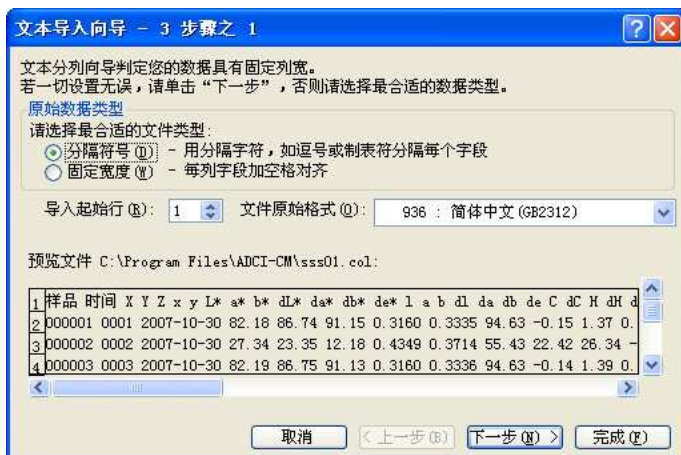 文本导入向导 - 3 步骤之 1
文本分列向导判定您的数据具有固定列宽。
若一切设置无误，请单击“下一步”，否则请选择最合适的数据类型。
原始数据类型
请选择最合适的文件类型:
分隔符号(D) - 用分隔字符，如逗号或制表符分隔每个字段
固定宽度(W) - 每列字段加空格对齐
导入起始行(R): 1 文件原始格式(O): 936 : 简体中文(GB2312)
预览文件 C:\Program Files\ADCI-CM\sss01.col:
1 样品 时间 X Y Z x y L* a* b* dL* da* db* de* l a b dl da db de C dC H dH d
2 000001 0001 2007-10-30 82.18 86.74 91.15 0.3160 0.3335 94.63 -0.15 1.37 0.
3 000002 0002 2007-10-30 27.34 23.35 12.18 0.4349 0.3714 55.43 22.42 26.34 -
4 000003 0003 2007-10-30 82.19 86.75 91.13 0.3160 0.3336 94.63 -0.14 1.39 0.
取消 < 上一步(B) 下一步(N) > 完成(F)